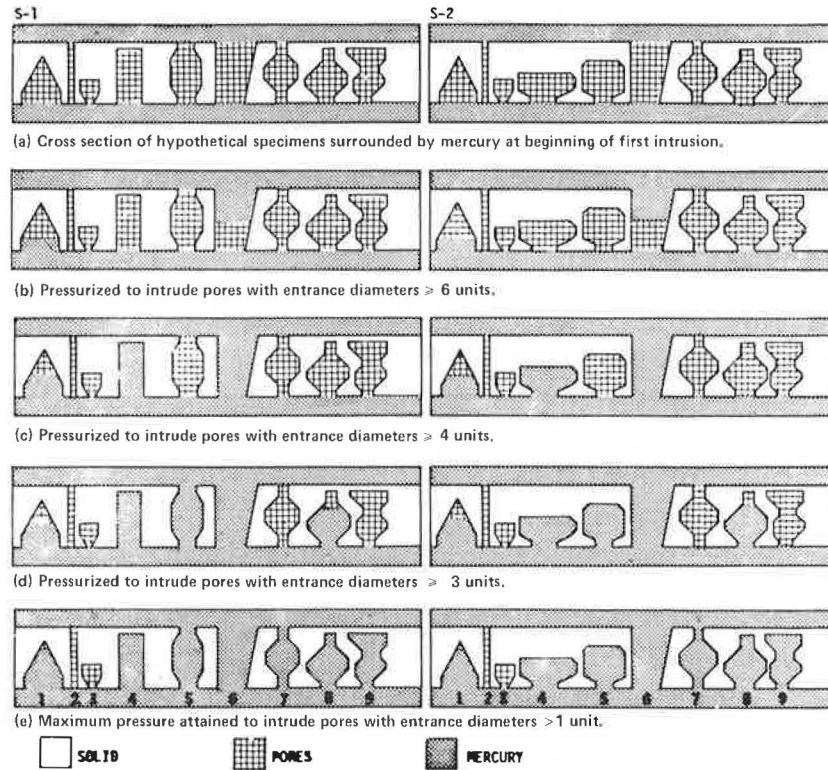 S-1
S-2
(a) Cross section of hypothetical specimens surrounded by mercury at beginning of first intrusion.
(b) Pressurized to intrude pores with entrance diameters ⩾ 6 units.
(c) Pressurized to intrude pores with entrance diameters ⩾ 4 units.
(d) Pressurized to intrude pores with entrance diameters ⩾ 3 units.
1 2 3 4 5 6 7 8 9
1 2 3 4 5 6 7 8 9
(e) Maximum pressure attained to intrude pores with entrance diameters >1 unit.
SOLID
PORES
MERCURY